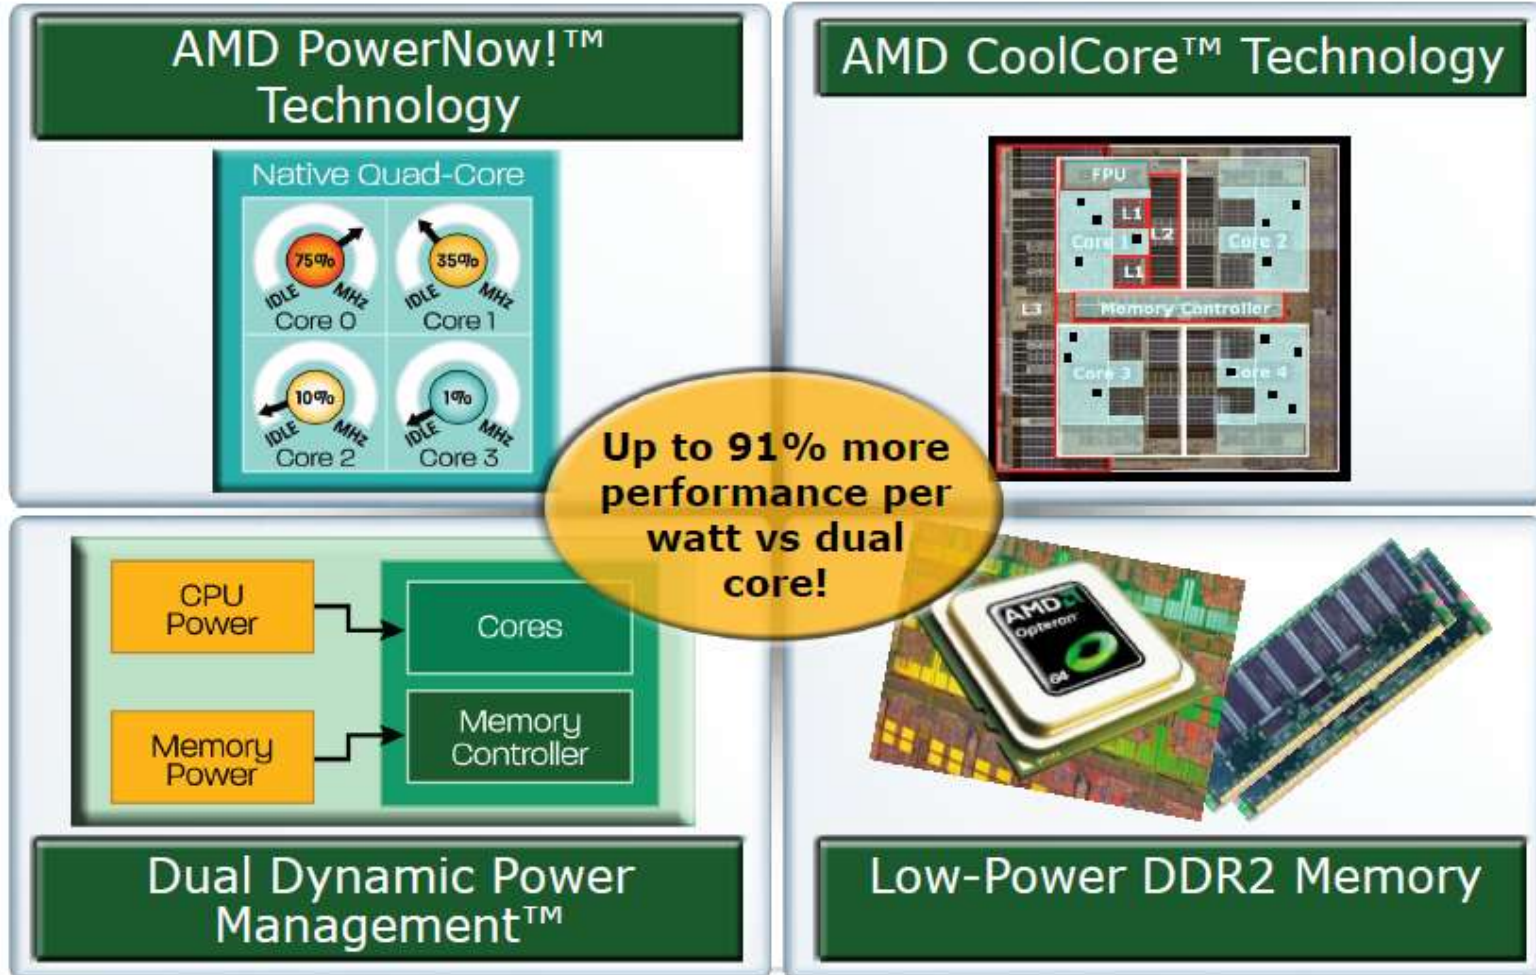 AMD PowerNow!™
Technology
Native Quad-Core
75%
IDLE
MHz
Core 0
35%
IDLE
MHz
Core 1
10%
IDLE
MHz
Core 2
1%
IDLE
MHz
Core 3
AMD CoolCore™ Technology
FPU
L1
L2
Core 1
L1
Core 2
L3
Memory Controller
Core 3
Core 4
Up to 91% more
performance per
watt vs dual
core!
CPU
Power
Cores
Memory
Power
Memory
Controller
Dual Dynamic Power
Management™
AMD
Opteron
64
Low-Power DDR2 Memory